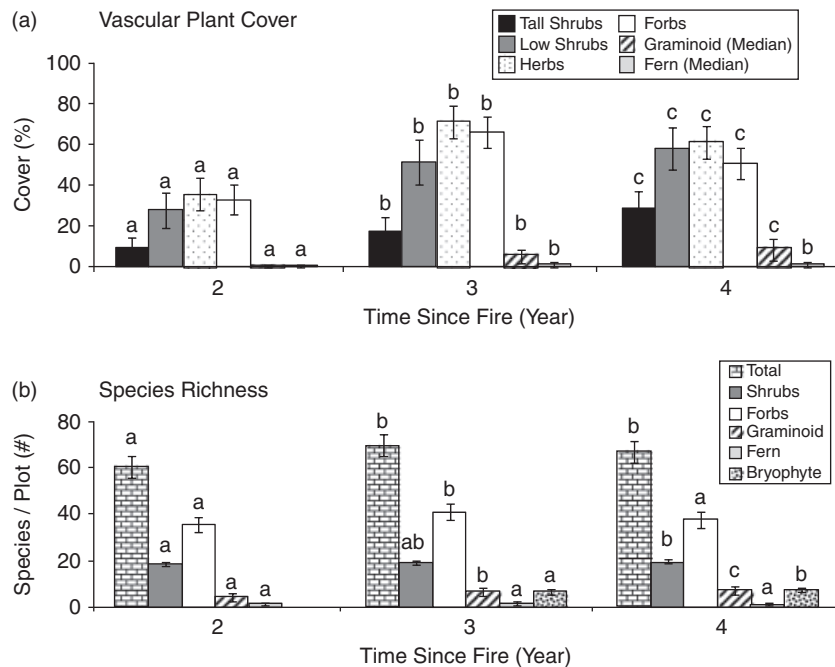 (a) Vascular Plant Cover
Tall Shrubs Forbs
Low Shrubs Graminoid (Median)
Herbs Fern (Median)
100
80
60
40
20
0
Cover (%)
a a a a a a
b b b b b b
c c c c c b
2 3 4
Time Since Fire (Year)
(b) Species Richness
Total
Shrubs
Forbs
Graminoid
Fern
Bryophyte
80
60
40
20
0
Species / Plot (#)
a a a a a
b ab b b a a
b b a c a b
2 3 4
Time Since Fire (Year)